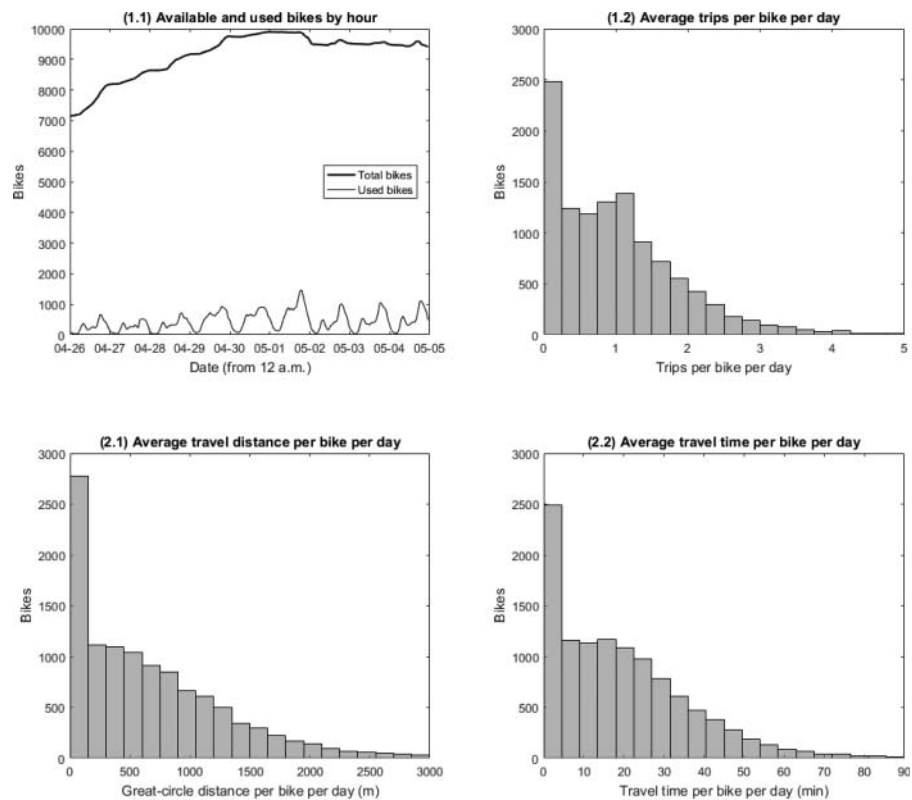 (1.1) Available and used bikes by hour
10000
9000
8000
7000
6000
5000
4000
3000
2000
1000
0
Bikes
Total bikes
Used bikes
04-26 04-27 04-28 04-29 04-30 05-01 05-02 05-03 05-04 05-05
Date (from 12 a.m.)
(1.2) Average trips per bike per day
3000
2500
2000
1500
1000
500
0
Bikes
0 1 2 3 4 5
Trips per bike per day
(2.1) Average travel distance per bike per day
3000
2500
2000
1500
1000
500
0
Bikes
0 500 1000 1500 2000 2500 3000
Great-circle distance per bike per day (m)
(2.2) Average travel time per bike per day
3000
2500
2000
1500
1000
500
0
Bikes
0 10 20 30 40 50 60 70 80 90
Travel time per bike per day (min)